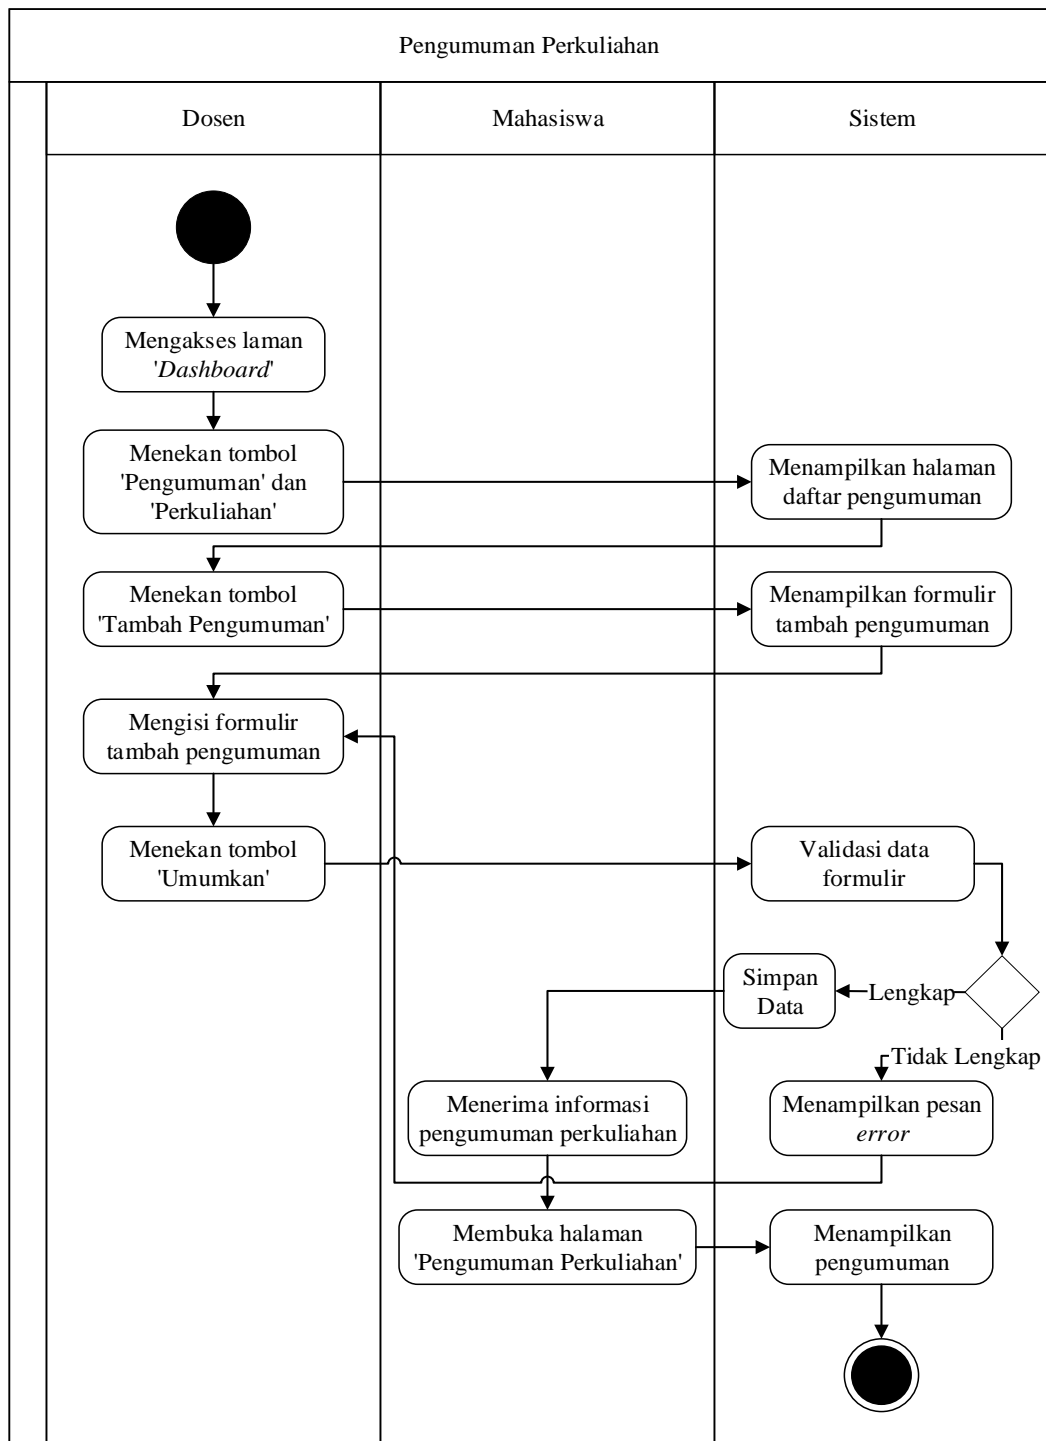 Pengumuman Perkuliahan
Dosen
Mahasiswa
Sistem
Mengakses laman
'Dashboard'
Menekan tombol
'Pengumuman' dan
'Perkuliahan'
Menampilkan halaman
daftar pengumuman
Menekan tombol
'Tambah Pengumuman'
Menampilkan formulir
tambah pengumuman
Mengisi formulir
tambah pengumuman
Menekan tombol
'Umumkan'
Validasi data
formulir
Simpan
Data
Lengkap
Tidak Lengkap
Menerima informasi
pengumuman perkuliahan
Menampilkan pesan
error
Membuka halaman
'Pengumuman Perkuliahan'
Menampilkan
pengumuman